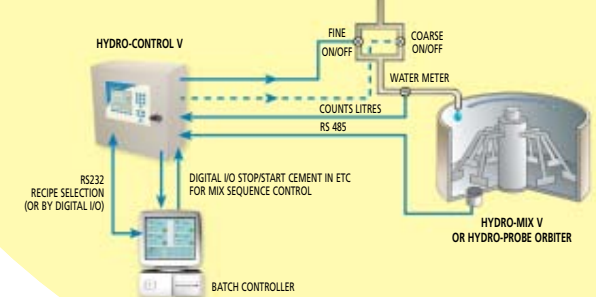 HYDRO-CONTROL V
FINE
ON/OFF
COARSE
ON/OFF
WATER METER
COUNTS LITRES
RS 485
RS232
RECIPE SELECTION
(OR BY DIGITAL I/O)
DIGITAL I/O STOP/START CEMENT IN ETC
FOR MIX SEQUENCE CONTROL
HYDRO-MIX V
OR HYDRO-PROBE ORBITER
BATCH CONTROLLER